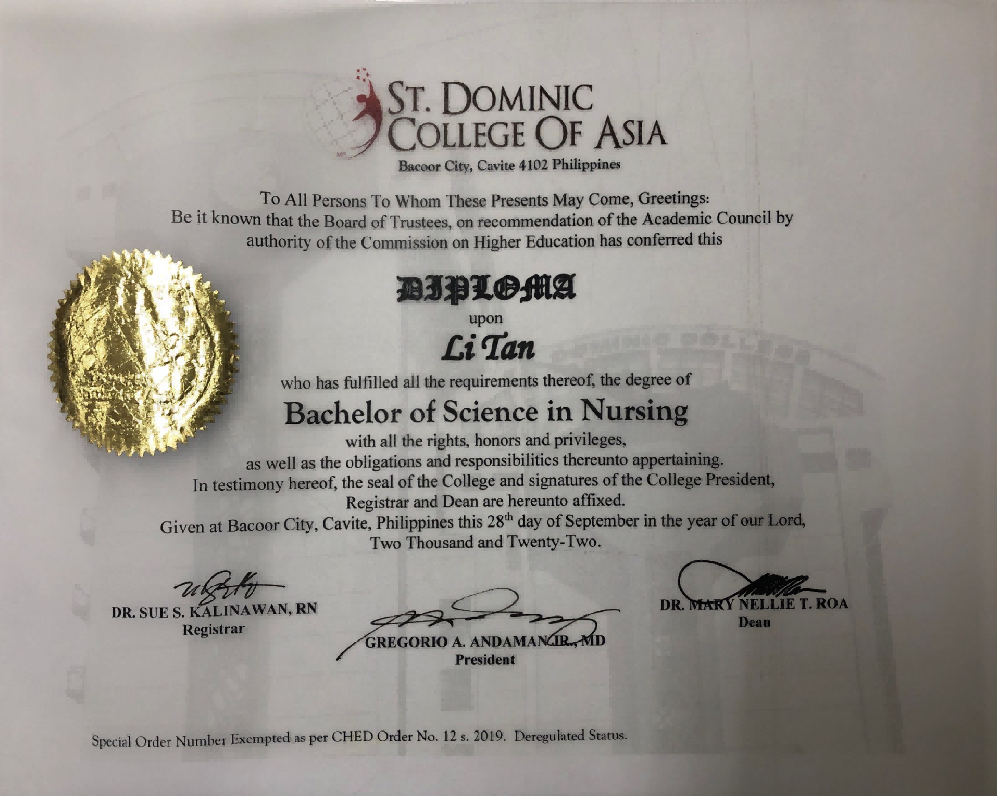 ST. DOMINIC
COLLEGE OF ASIA
Bacoor City, Cavite 4102 Philippines
To All Persons To Whom These Presents May Come, Greetings:
Be it known that the Board of Trustees, on recommendation of the Academic Council by
authority of the Commission on Higher Education has conferred this
DIPLOMA
upon
Li Tan
who has fulfilled all the requirements thereof, the degree of
Bachelor of Science in Nursing
with all the rights, honors and privileges,
as well as the obligations and responsibilities thereunto appertaining.
In testimony hereof, the seal of the College and signatures of the College President,
Registrar and Dean are hereunto affixed.
Given at Bacoor City, Cavite, Philippines this 28th day of September in the year of our Lord,
Two Thousand and Twenty-Two.
DR. SUE S. KALINAWAN, RN
Registrar
GREGORIO A. ANDAMAN JR., MD
President
DR. MARY NELLIE T. ROA
Dean
Special Order Number Exempted as per CHED Order No. 12 s. 2019. Deregulated Status.
DOMINIC COLLEGE